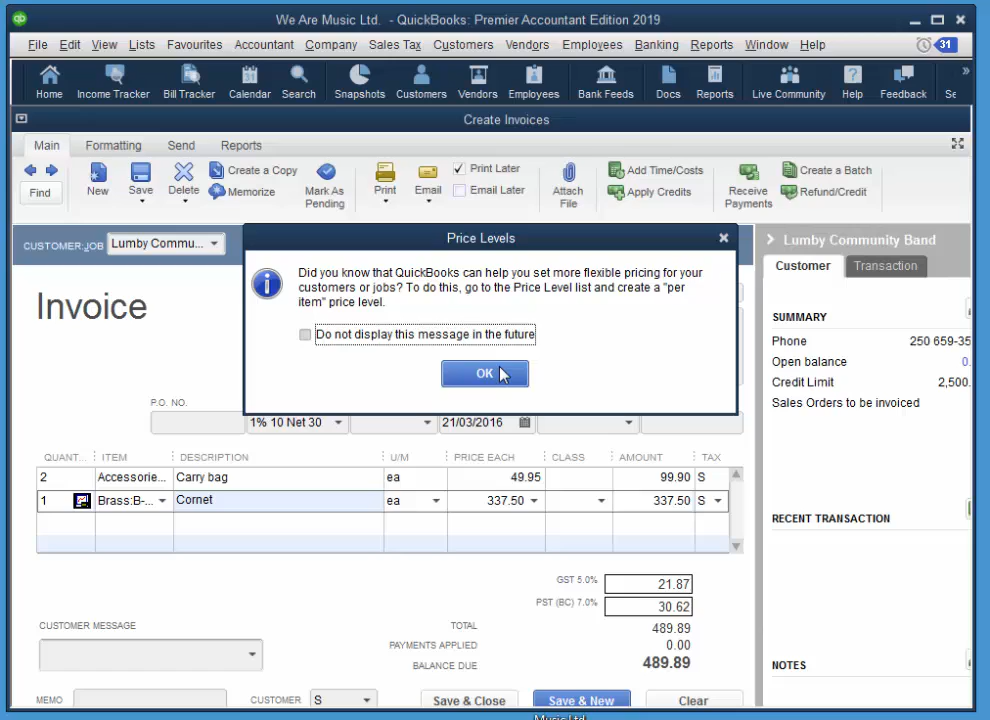 qb
We Are Music Ltd. - QuickBooks: Premier Accountant Edition 2019
File Edit View Lists Favourites Accountant Company Sales Tax Customers Vendors Employees Banking Reports Window Help 31
Home Income Tracker Bill Tracker Calendar Search Snapshots Customers Vendors Employees Bank Feeds Docs Reports Live Community Help Feedback Se
»
Create Invoices
Main Formatting Send Reports
Find
New
Save
Delete
Create a Copy
Memorize
Mark As
Pending
Print
Email
Print Later
Email Later
Attach
File
Add Time/Costs
Apply Credits
Receive
Payments
Create a Batch
Refund/Credit
CUSTOMER:JOB Lumby Commu...
Price Levels
Did you know that QuickBooks can help you set more flexible pricing for your
customers or jobs? To do this, go to the Price Level list and create a "per
item" price level.
Do not display this message in the future
OK
Lumby Community Band
Customer Transaction
Invoice
SUMMARY
Phone 250 659-35
Open balance 0.
Credit Limit 2,500.
Sales Orders to be invoiced
P.O. NO.
1% 10 Net 30 21/03/2016
QUANT... ITEM DESCRIPTION U/M PRICE EACH CLASS AMOUNT TAX
2 Accessorie... Carry bag ea 49.95 99.90 S
1 Brass:B-... Cornet ea 337.50 337.50 S
RECENT TRANSACTION
GST 5.0% 21.87
PST (BC) 7.0% 30.62
CUSTOMER MESSAGE
TOTAL 489.89
PAYMENTS APPLIED 0.00
BALANCE DUE 489.89
NOTES
MEMO
CUSTOMER S
Save & Close Save & New Clear
Music Ltd.